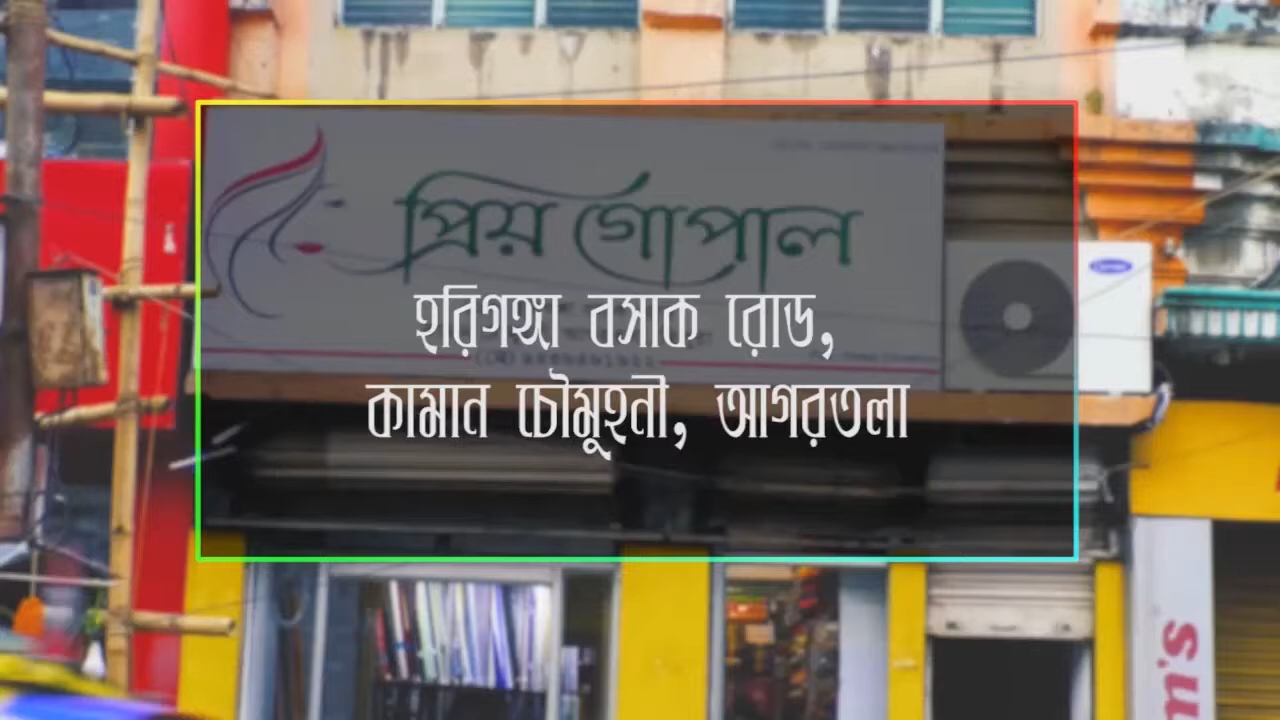 প্রিয় গোপাল
হরিগঙ্গা বসাক রোড,
কামান চৌমুহনী, আগরতলা
m's